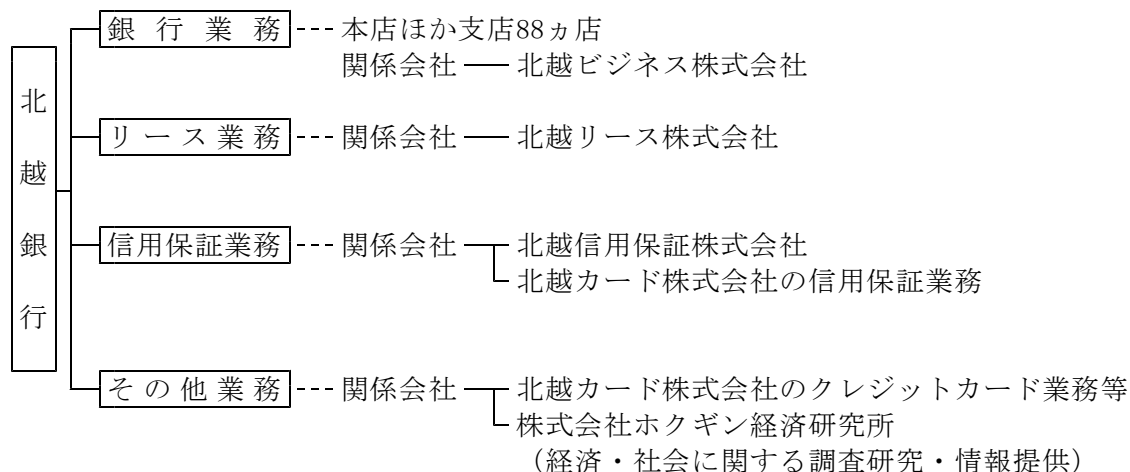 北越銀行
銀行業務 本店ほか支店88ヵ店
関係会社 北越ビジネス株式会社
リース業務 関係会社 北越リース株式会社
信用保証業務 関係会社 北越信用保証株式会社
北越カード株式会社の信用保証業務
その他業務 関係会社 北越カード株式会社のクレジットカード業務等
株式会社ホクギン経済研究所
（経済・社会に関する調査研究・情報提供）